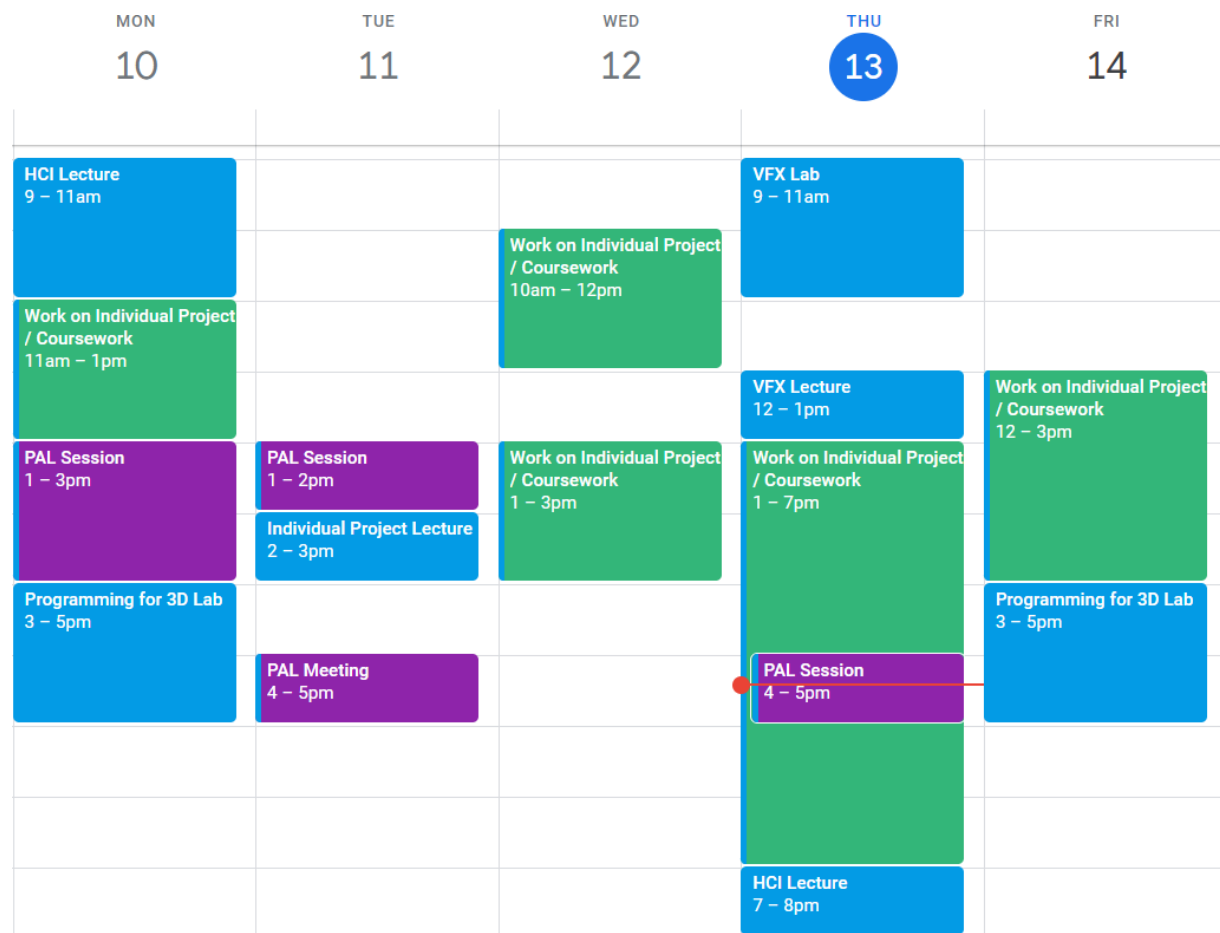 MON
10
TUE
11
WED
12
THU
13
FRI
14
HCI Lecture
9 – 11am
Work on Individual Project
/ Coursework
11am – 1pm
PAL Session
1 – 3pm
Programming for 3D Lab
3 – 5pm
PAL Session
1 – 2pm
Individual Project Lecture
2 – 3pm
PAL Meeting
4 – 5pm
Work on Individual Project
/ Coursework
10am – 12pm
Work on Individual Project
/ Coursework
1 – 3pm
VFX Lab
9 – 11am
VFX Lecture
12 – 1pm
Work on Individual Project
/ Coursework
1 – 7pm
PAL Session
4 – 5pm
HCI Lecture
7 – 8pm
Work on Individual Project
/ Coursework
12 – 3pm
Programming for 3D Lab
3 – 5pm